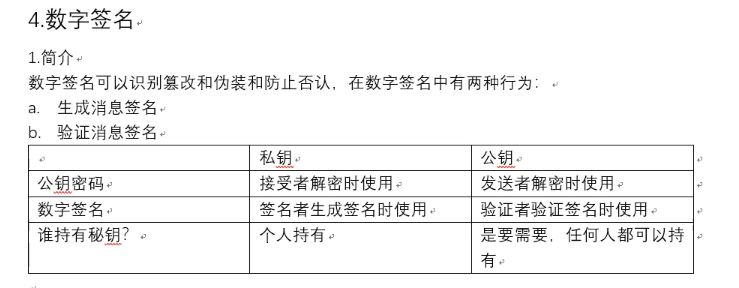 4.数字签名
1.简介
数字签名可以识别篡改和伪装和防止否认，在数字签名中有两种行为：
a. 生成消息签名
b. 验证消息签名
私钥 公钥
公钥密码 接受者解密时使用 发送者解密时使用
数字签名 签名者生成签名时使用 验证者验证签名时使用
谁持有秘钥？ 个人持有 是要需要，任何人都可以持
有